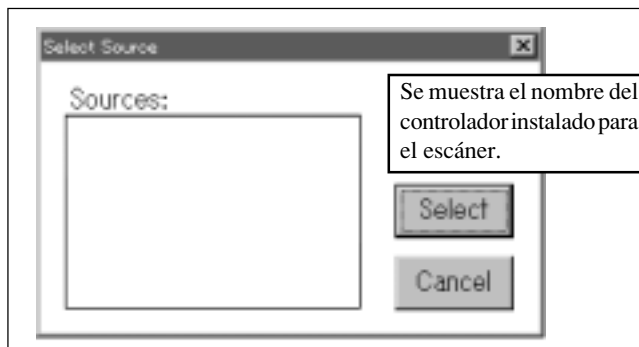 Select Source
Sources:
Se muestra el nombre del
controlador instalado para
el escáner.
Select
Cancel